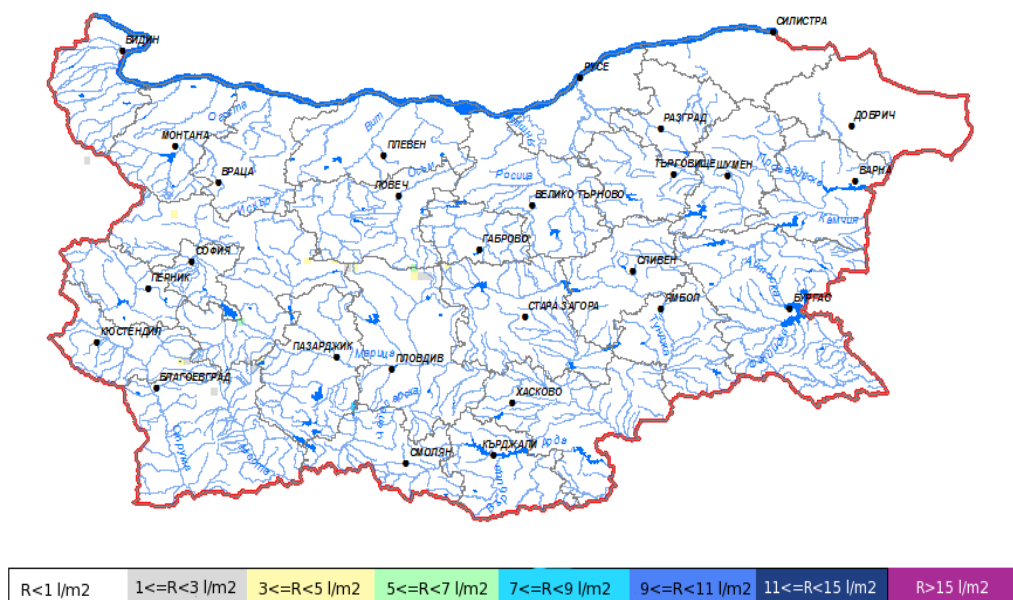 СИЛИСТРА
ВИДИН
РУСЕ
ДОБРИЧ
РАЗГРАД
МОНТАНА
ПЛЕВЕН
Вит
ТЪРГОВИЩЕ
ШУМЕН
ВАРНА
ВРАЦА
ЛОВЕЧ
Росица
ВЕЛИКО ТЪРНОВО
Искър
Камчия
ГАБРОВО
СОФИЯ
СЛИВЕН
ПЕРНИК
СТАРА ЗАГОРА
ЯМБОЛ
БУРГАС
КЮСТЕНДИЛ
ПАЗАРДЖИК
Марица
ПЛОВДИВ
Тунджа
БЛАГОЕВГРАД
ХАСКОВО
КЪРДЖАЛИ
СМОЛЯН
Струма
Места
R<1 l/m2
1<=R<3 l/m2
3<=R<5 l/m2
5<=R<7 l/m2
7<=R<9 l/m2
9<=R<11 l/m2
11<=R<15 l/m2
R>15 l/m2